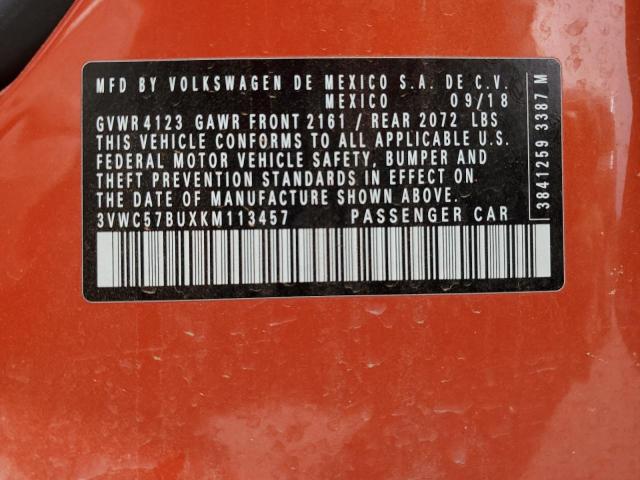 MFD BY VOLKSWAGEN DE MEXICO S.A. DE C.V.
MEXICO 09/18
GVWR 4123 GAWR FRONT 2161 / REAR 2072 LBS
THIS VEHICLE CONFORMS TO ALL APPLICABLE U.S.
FEDERAL MOTOR VEHICLE SAFETY, BUMPER AND
THEFT PREVENTION STANDARDS IN EFFECT ON
THE DATE OF MANUFACTURE SHOWN ABOVE.
3VWC57BUXKM113457 PASSENGER CAR
3841259 3387 M